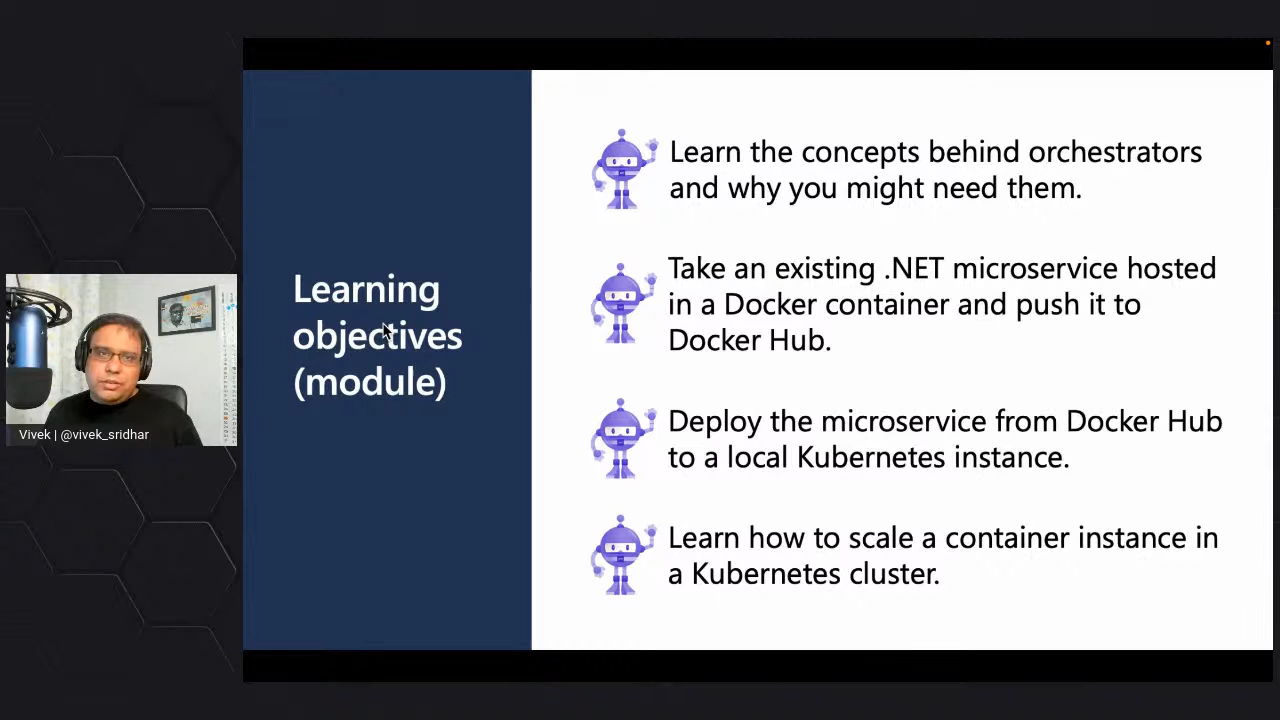 Learning
objectives
(module)
Learn the concepts behind orchestrators
and why you might need them.
Take an existing .NET microservice hosted
in a Docker container and push it to
Docker Hub.
Deploy the microservice from Docker Hub
to a local Kubernetes instance.
Learn how to scale a container instance in
a Kubernetes cluster.
Vivek | @vivek_sridhar